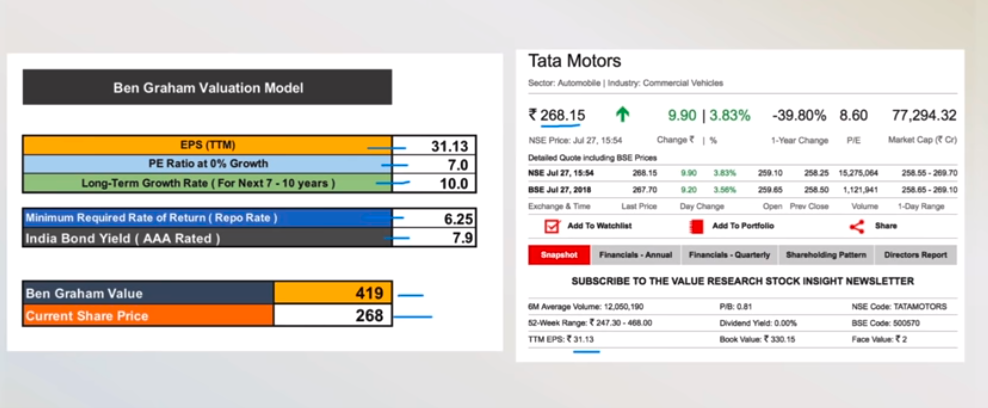 Ben Graham Valuation Model
EPS (TTM) 31.13
PE Ratio at 0% Growth 7.0
Long-Term Growth Rate ( For Next 7 - 10 years ) 10.0
Minimum Required Rate of Return ( Repo Rate ) 6.25
India Bond Yield ( AAA Rated ) 7.9
Ben Graham Value 419
Current Share Price 268
Tata Motors
Sector: Automobile | Industry: Commercial Vehicles
₹ 268.15 9.90 | 3.83% -39.80% 8.60 77,294.32
NSE Price: Jul 27, 15:54 Change ₹ | % 1-Year Change P/E Market Cap (₹ Cr)
Detailed Quote including BSE Prices
NSE Jul 27, 15:54 268.15 9.90 3.83% 259.10 258.25 15,275,064 258.55 - 269.70
BSE Jul 27, 2018 267.70 9.20 3.56% 259.65 258.50 1,121,941 258.65 - 269.10
Exchange & Time Last Price Day Change Open Prev Close Volume 1-Day Range
Add To Watchlist Add To Portfolio Share
Snapshot Financials - Annual Financials - Quarterly Shareholding Pattern Directors Report
SUBSCRIBE TO THE VALUE RESEARCH STOCK INSIGHT NEWSLETTER
6M Average Volume: 12,050,190 P/B: 0.81 NSE Code: TATAMOTORS
52-Week Range: ₹ 247.30 - 468.00 Dividend Yield: 0.00% BSE Code: 500570
TTM EPS: ₹ 31.13 Book Value: ₹ 330.15 Face Value: ₹ 2